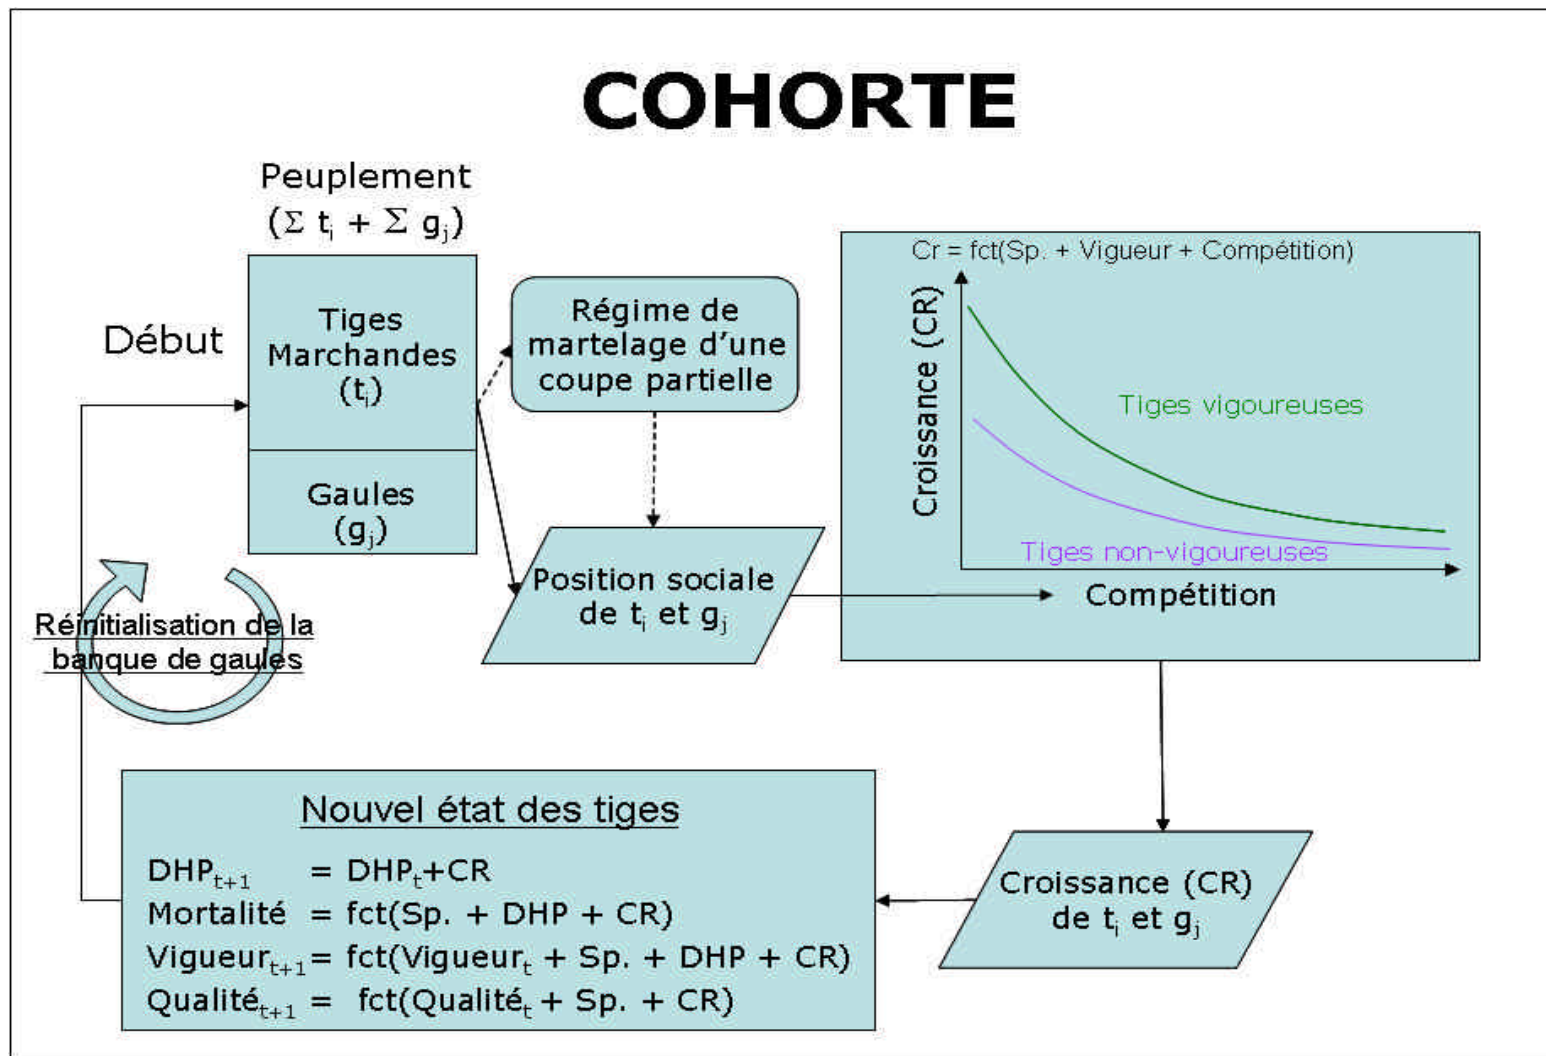 COHORTE
Peuplement
(Σ tᵢ + Σ gⱼ)
Début
Tiges
Marchandes
(tᵢ)
Gaules
(gⱼ)
Régime de
martelage d'une
coupe partielle
Position sociale
de tᵢ et gⱼ
Cr = fct(Sp. + Vigueur + Compétition)
Croissance (CR)
Tiges vigoureuses
Tiges non-vigoureuses
Compétition
Réinitialisation de la
banque de gaules
Croissance (CR)
de tᵢ et gⱼ
Nouvel état des tiges
DHPₜ₊₁ = DHPₜ+CR
Mortalité = fct(Sp. + DHP + CR)
Vigueurₜ₊₁= fct(Vigueurₜ + Sp. + DHP + CR)
Qualitéₜ₊₁ = fct(Qualitéₜ + Sp. + CR)